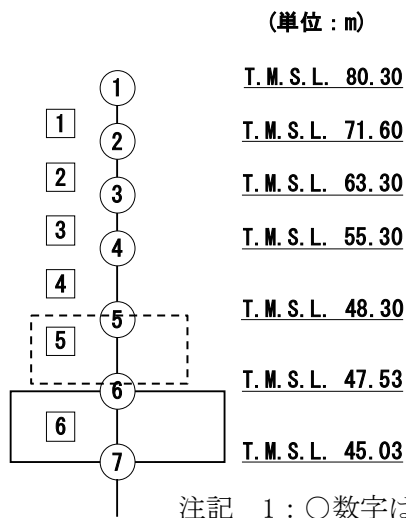 (単位:m)
1
T.M.S.L. 80.30
1
2
T.M.S.L. 71.60
2
3
T.M.S.L. 63.30
3
4
T.M.S.L. 55.30
4
5
T.M.S.L. 48.30
5
6
T.M.S.L. 47.53
6
7
T.M.S.L. 45.03
注記 1:○数字は